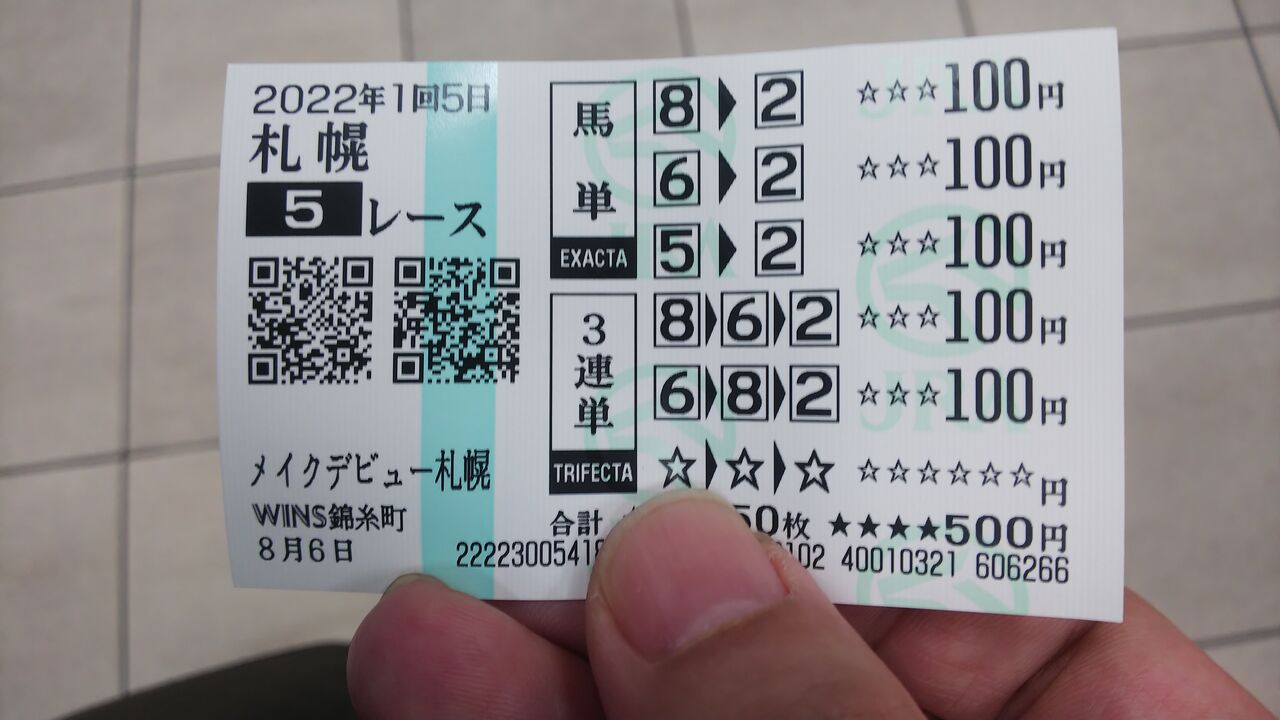 2022年1回5日
札幌
5レース
メイクデビュー札幌
WINS錦糸町
8月6日
馬単
EXACTA
8▶2 ☆☆☆100円
6▶2 ☆☆☆100円
5▶2 ☆☆☆100円
3連単
TRIFECTA
8▶6▶2 ☆☆☆100円
6▶8▶2 ☆☆☆100円
☆▶☆▶☆ ☆☆☆☆☆☆円
合計 50枚 ★★★★500円
22223005418 0102 40010321 606266
JRA